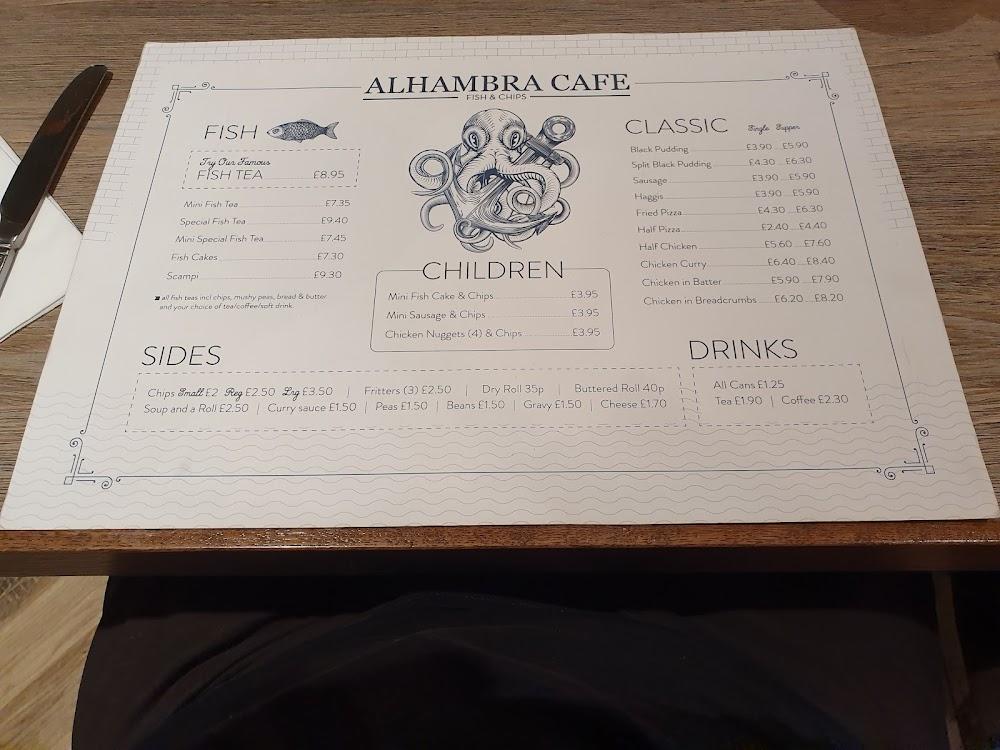 ALHAMBRA CAFE
FISH & CHIPS
FISH
Try Our Famous
FISH TEA £8.95
Mini Fish Tea £7.35
Special Fish Tea £9.40
Mini Special Fish Tea £7.45
Fish Cakes £7.30
Scampi £9.30
all fish teas incl chips, mushy peas, bread & butter
and your choice of tea/coffee/soft drink.
CHILDREN
Mini Fish Cake & Chips £3.95
Mini Sausage & Chips £3.95
Chicken Nuggets (4) & Chips £3.95
CLASSIC Single Supper
Black Pudding £3.90 £5.90
Split Black Pudding £4.30 £6.30
Sausage £3.90 £5.90
Haggis £3.90 £5.90
Fried Pizza £4.30 £6.30
Half Pizza £2.40 £4.40
Half Chicken £5.60 £7.60
Chicken Curry £6.40 £8.40
Chicken in Batter £5.90 £7.90
Chicken in Breadcrumbs £6.20 £8.20
SIDES
Chips Small £2 Reg £2.50 Lrg £3.50 | Fritters (3) £2.50 | Dry Roll 35p | Buttered Roll 40p
Soup and a Roll £2.50 | Curry sauce £1.50 | Peas £1.50 | Beans £1.50 | Gravy £1.50 | Cheese £1.70
DRINKS
All Cans £1.25
Tea £1.90 | Coffee £2.30